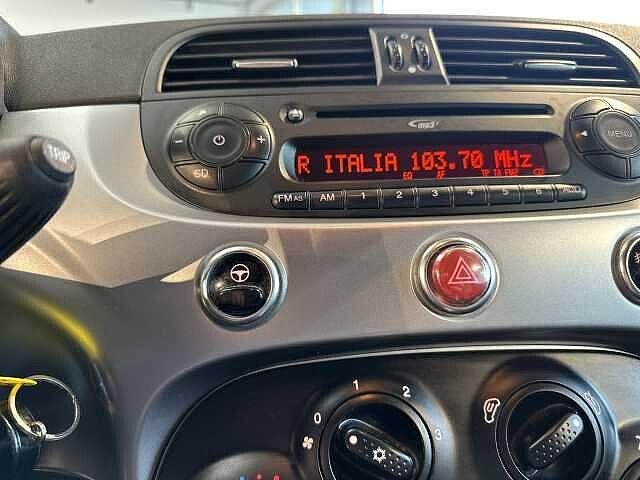 mp3
MENU
R ITALIA 103.70 MHz
EQ AF TP TA FM2 CD
FM AS AM 1 2 3 4 5 6
TRIP
0 1 2 3